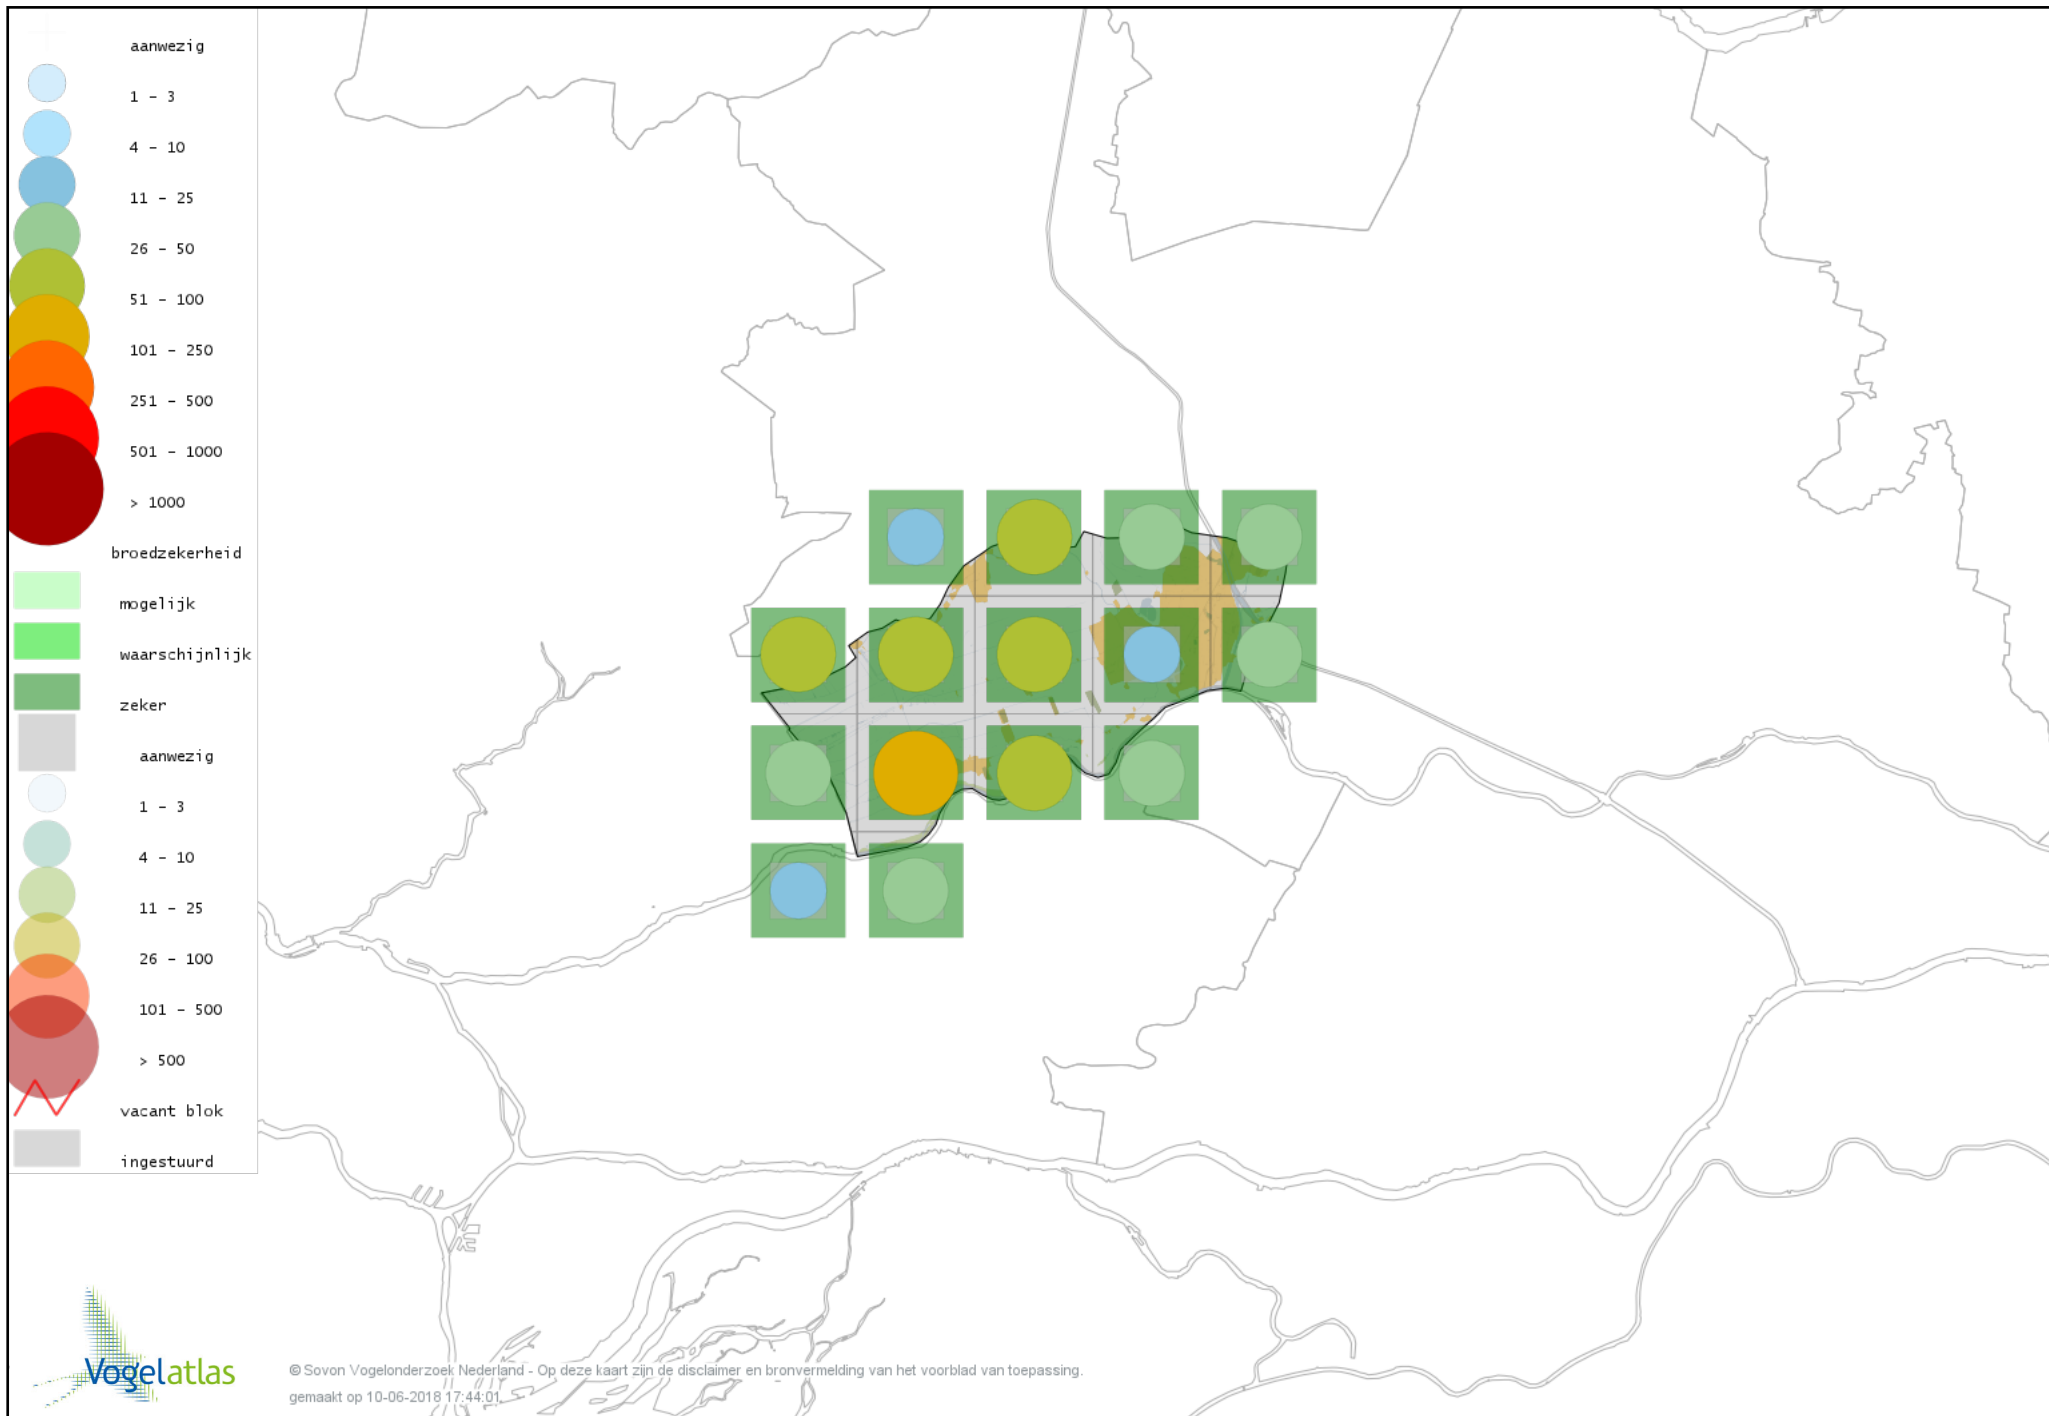 aanwezig
1 - 3
4 - 10
11 - 25
26 - 50
51 - 100
101 - 250
251 - 500
501 - 1000
> 1000
broedzekerheid
mogelijk
waarschijnlijk
zeker
aanwezig
1 - 3
4 - 10
11 - 25
26 - 100
101 - 500
> 500
vacant blok
ingestuurd
Vogelatlas
© Sovon Vogelonderzoek Nederland - Op deze kaart zijn de disclaimer en bronvermelding van het voorblad van toepassing.
gemaakt op 10-06-2018 17:44:01